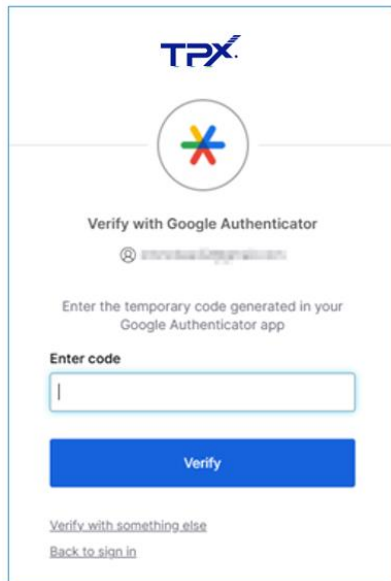 TPX
Verify with Google Authenticator
Enter the temporary code generated in your
Google Authenticator app
Enter code
Verify
Verify with something else
Back to sign in